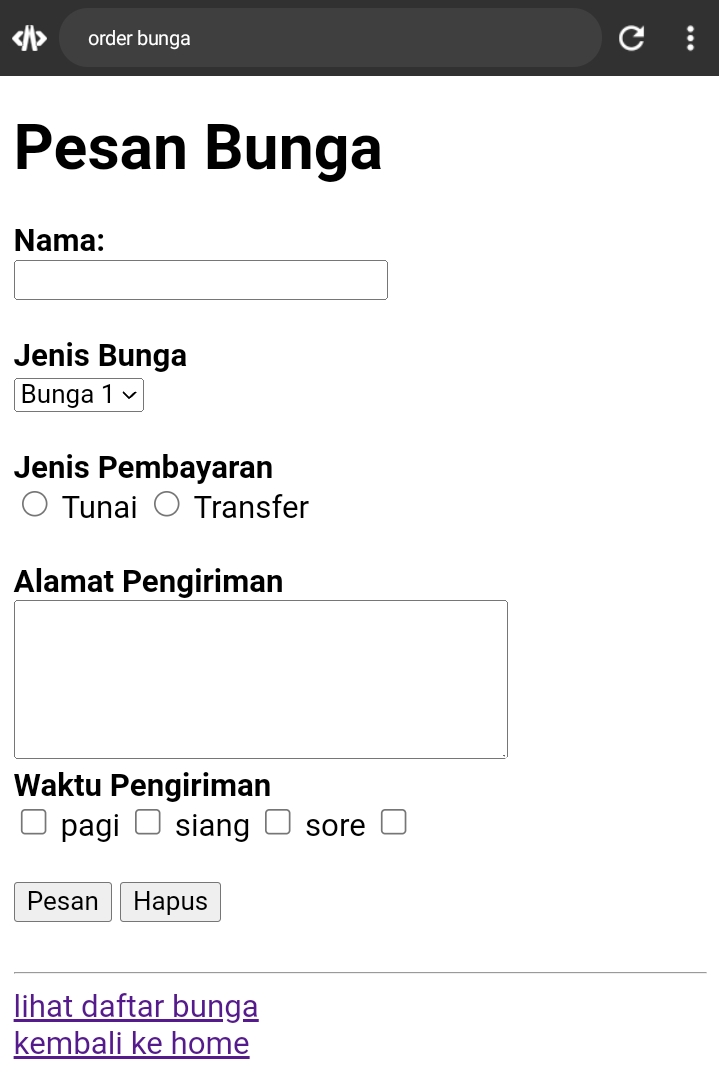 order bunga
Pesan Bunga
Nama:
Jenis Bunga
Bunga 1
Jenis Pembayaran
Tunai Transfer
Alamat Pengiriman
Waktu Pengiriman
pagi siang sore
Pesan Hapus
lihat daftar bunga
kembali ke home